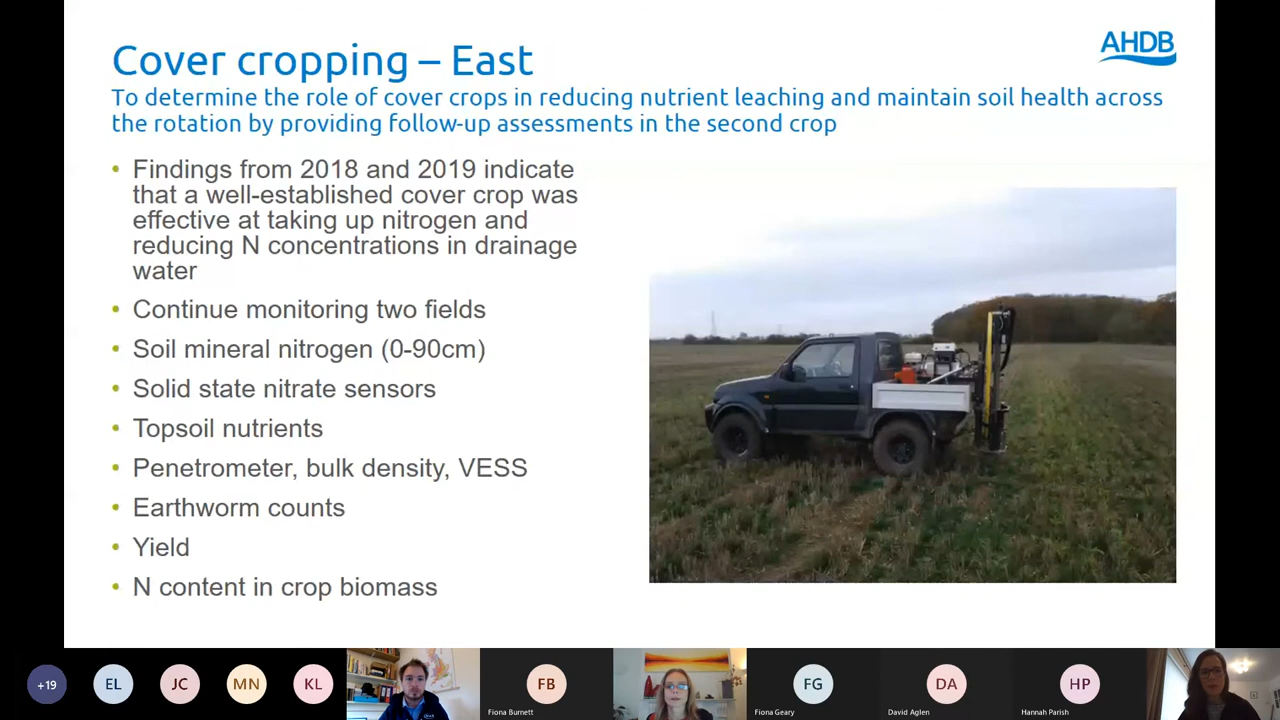 Cover cropping – East
AHDB
To determine the role of cover crops in reducing nutrient leaching and maintain soil health across
the rotation by providing follow-up assessments in the second crop
• Findings from 2018 and 2019 indicate
that a well-established cover crop was
effective at taking up nitrogen and
reducing N concentrations in drainage
water
• Continue monitoring two fields
• Soil mineral nitrogen (0-90cm)
• Solid state nitrate sensors
• Topsoil nutrients
• Penetrometer, bulk density, VESS
• Earthworm counts
• Yield
• N content in crop biomass
+19
EL
JC
MN
KL
FB
Fiona Burnett
FG
Fiona Geary
DA
David Aglen
HP
Hannah Parish